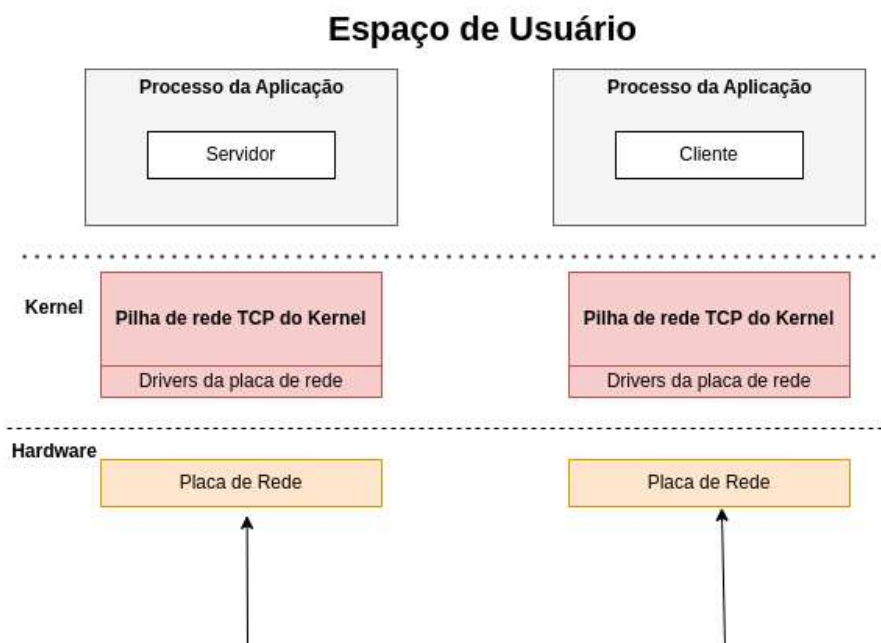 Espaço de Usuário
Processo da Aplicação
Servidor
Processo da Aplicação
Cliente
Kernel
Pilha de rede TCP do Kernel
Drivers da placa de rede
Pilha de rede TCP do Kernel
Drivers da placa de rede
Hardware
Placa de Rede
Placa de Rede